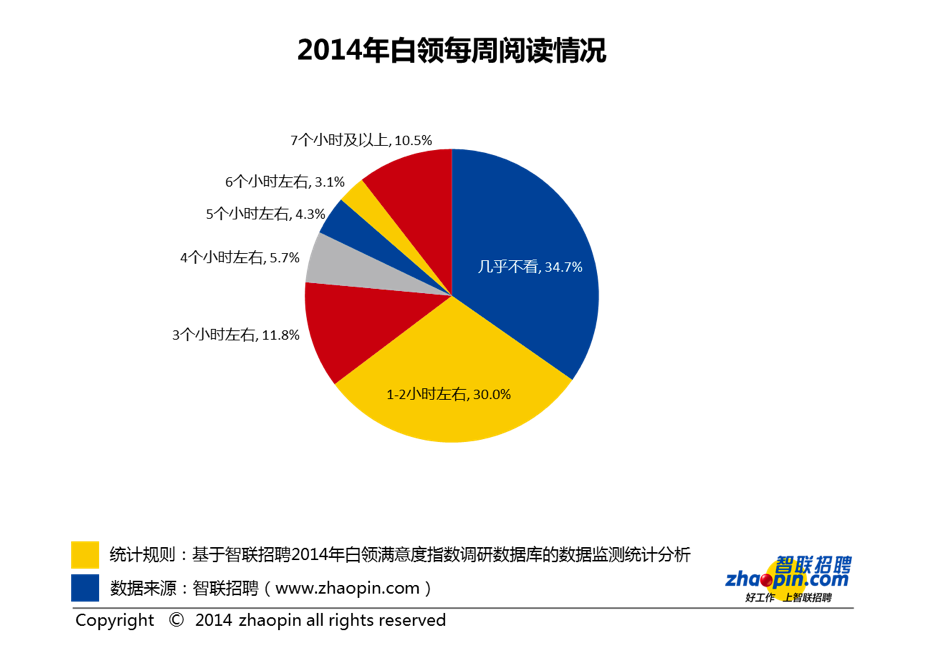 2014年白领每周阅读情况
7个小时及以上, 10.5%
6个小时左右, 3.1%
5个小时左右, 4.3%
4个小时左右, 5.7%
几乎不看, 34.7%
3个小时左右, 11.8%
1-2小时左右, 30.0%
统计规则：基于智联招聘2014年白领满意度指数调研数据库的数据监测统计分析
数据来源：智联招聘（www.zhaopin.com）
智联招聘
zhaopin.com
好工作 上智联招聘
Copyright © 2014 zhaopin all rights reserved